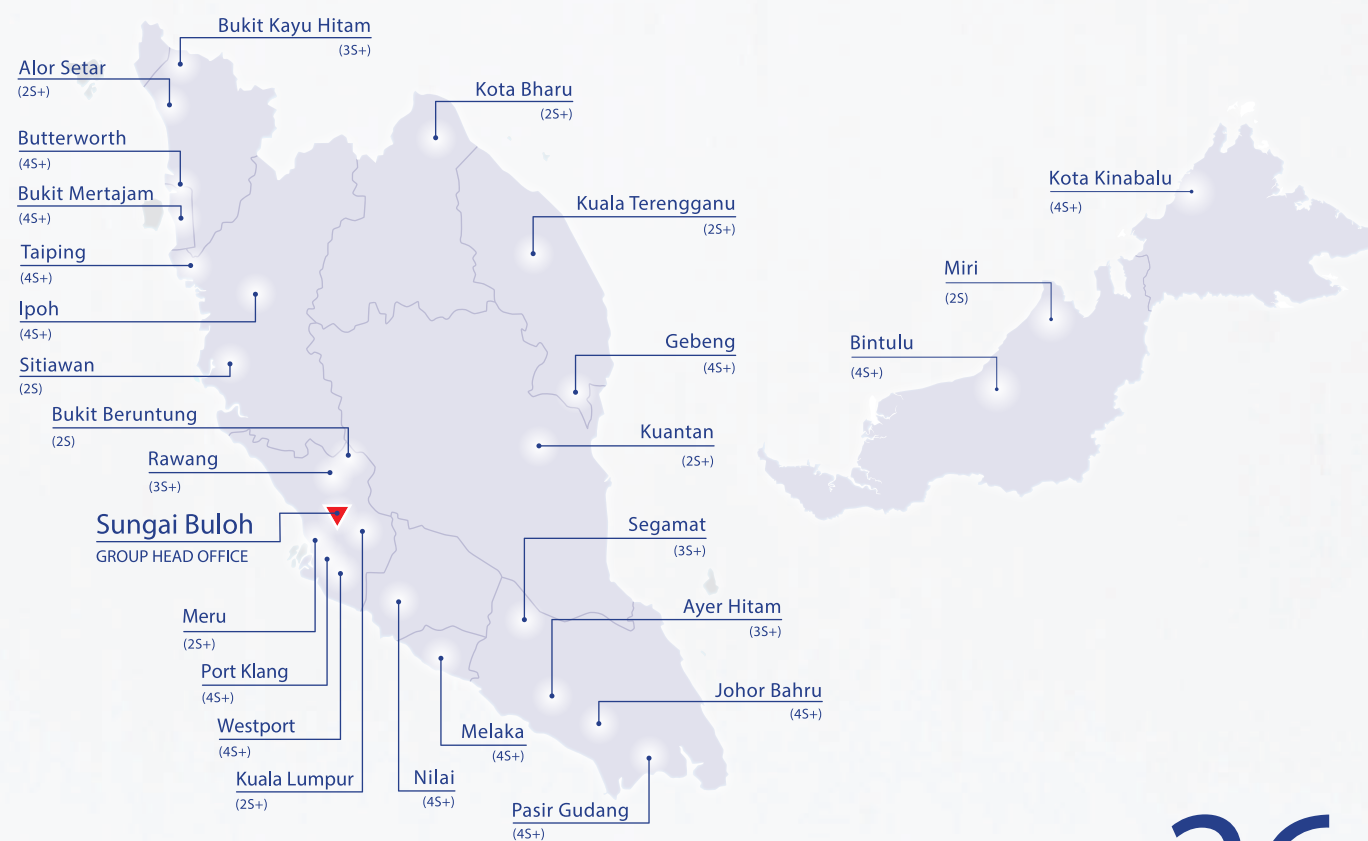 Bukit Kayu Hitam
(3S+)
Alor Setar
(2S+)
Kota Bharu
(2S+)
Butterworth
(4S+)
Bukit Mertajam
(4S+)
Kuala Terengganu
(2S+)
Taiping
(4S+)
Ipoh
(4S+)
Sitiawan
(2S)
Gebeng
(4S+)
Bukit Beruntung
(2S)
Kuantan
(2S+)
Rawang
(3S+)
Sungai Buloh
GROUP HEAD OFFICE
Segamat
(3S+)
Meru
(2S+)
Ayer Hitam
(3S+)
Port Klang
(4S+)
Johor Bahru
(4S+)
Westport
(4S+)
Melaka
(4S+)
Kuala Lumpur
(2S+)
Nilai
(4S+)
Pasir Gudang
(4S+)
Kota Kinabalu
(4S+)
Miri
(2S)
Bintulu
(4S+)